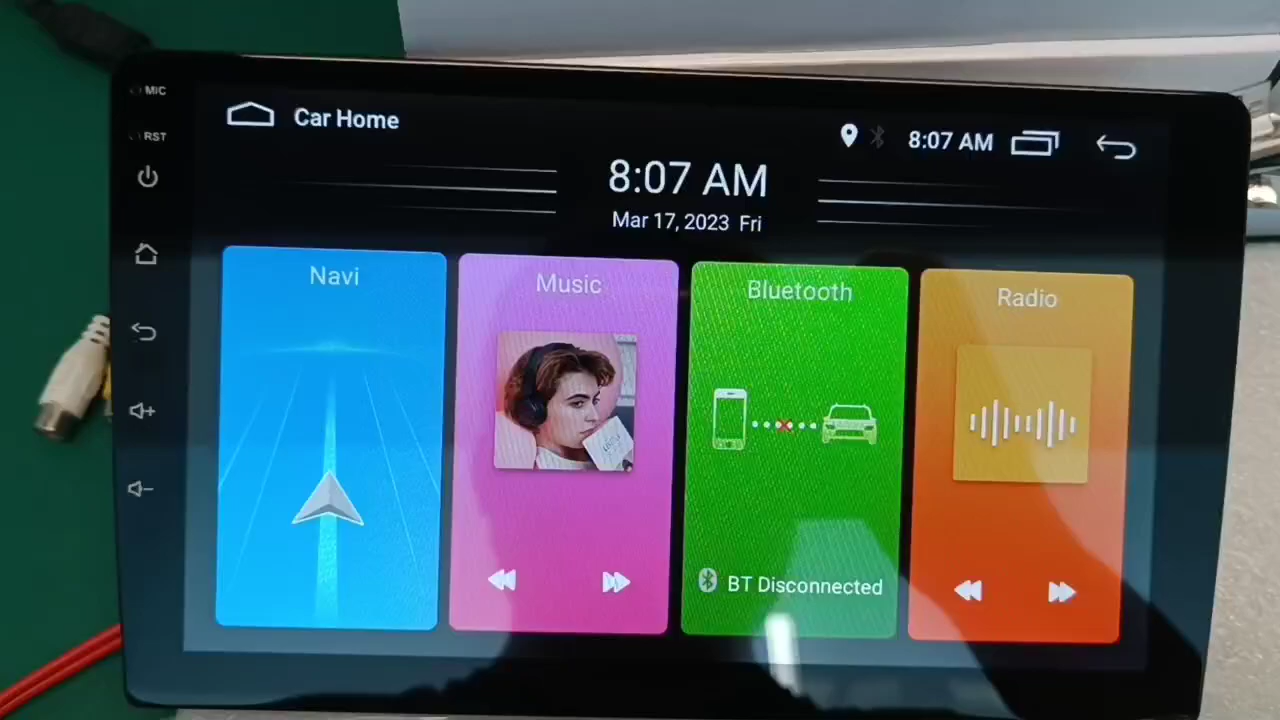 MIC
RST
Car Home
8:07 AM
8:07 AM
Mar 17, 2023 Fri
Navi
Music
Bluetooth
Radio
BT Disconnected